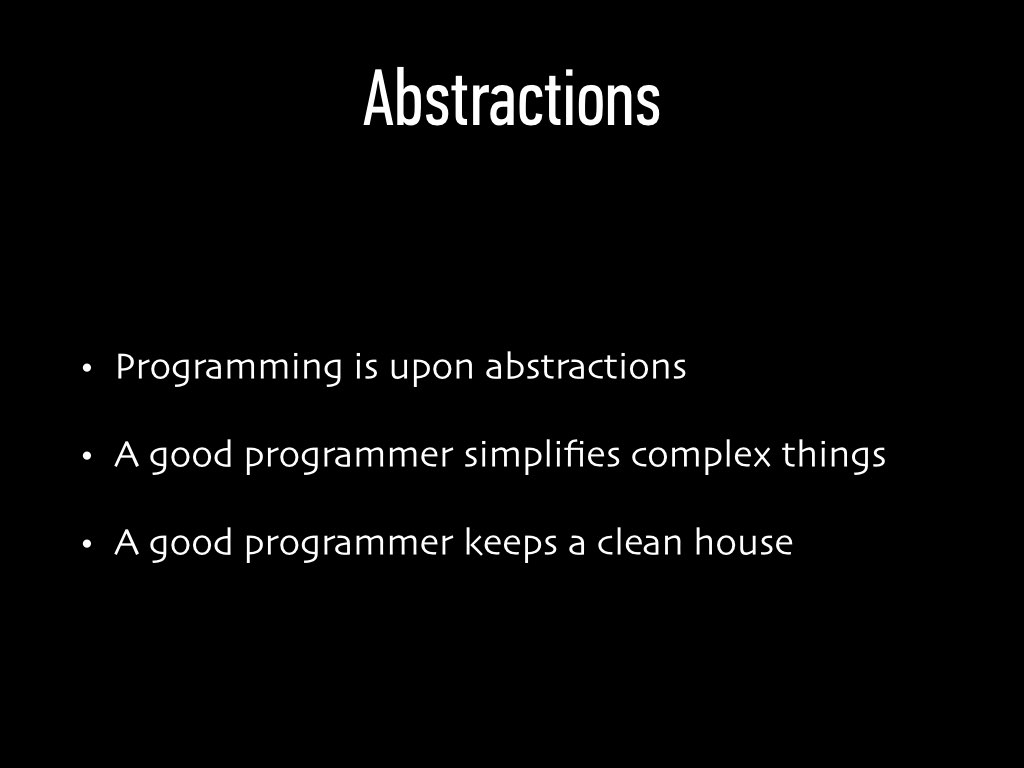 Abstractions
• Programming is upon abstractions
• A good programmer simplifies complex things
• A good programmer keeps a clean house